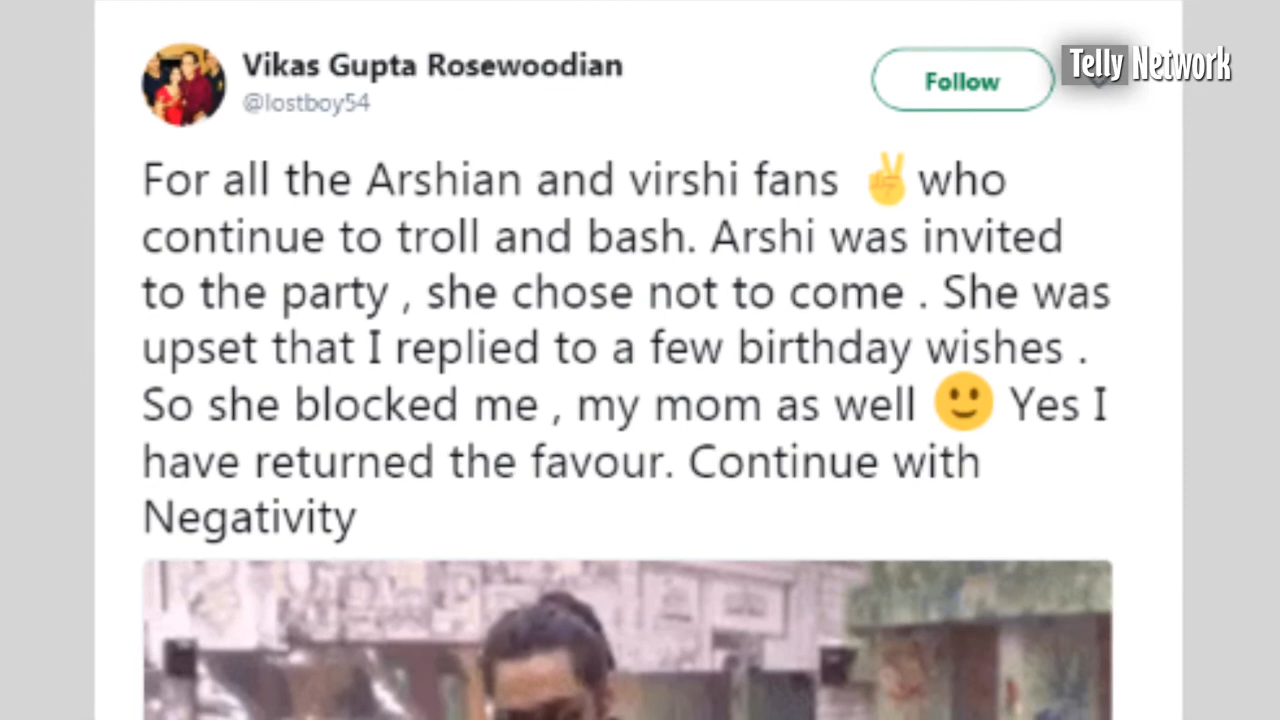 Vikas Gupta Rosewoodian
@lostboy54
Follow
Telly Network
For all the Arshian and virshi fans ✌who
continue to troll and bash. Arshi was invited
to the party , she chose not to come . She was
upset that I replied to a few birthday wishes .
So she blocked me , my mom as well 🙂 Yes I
have returned the favour. Continue with
Negativity